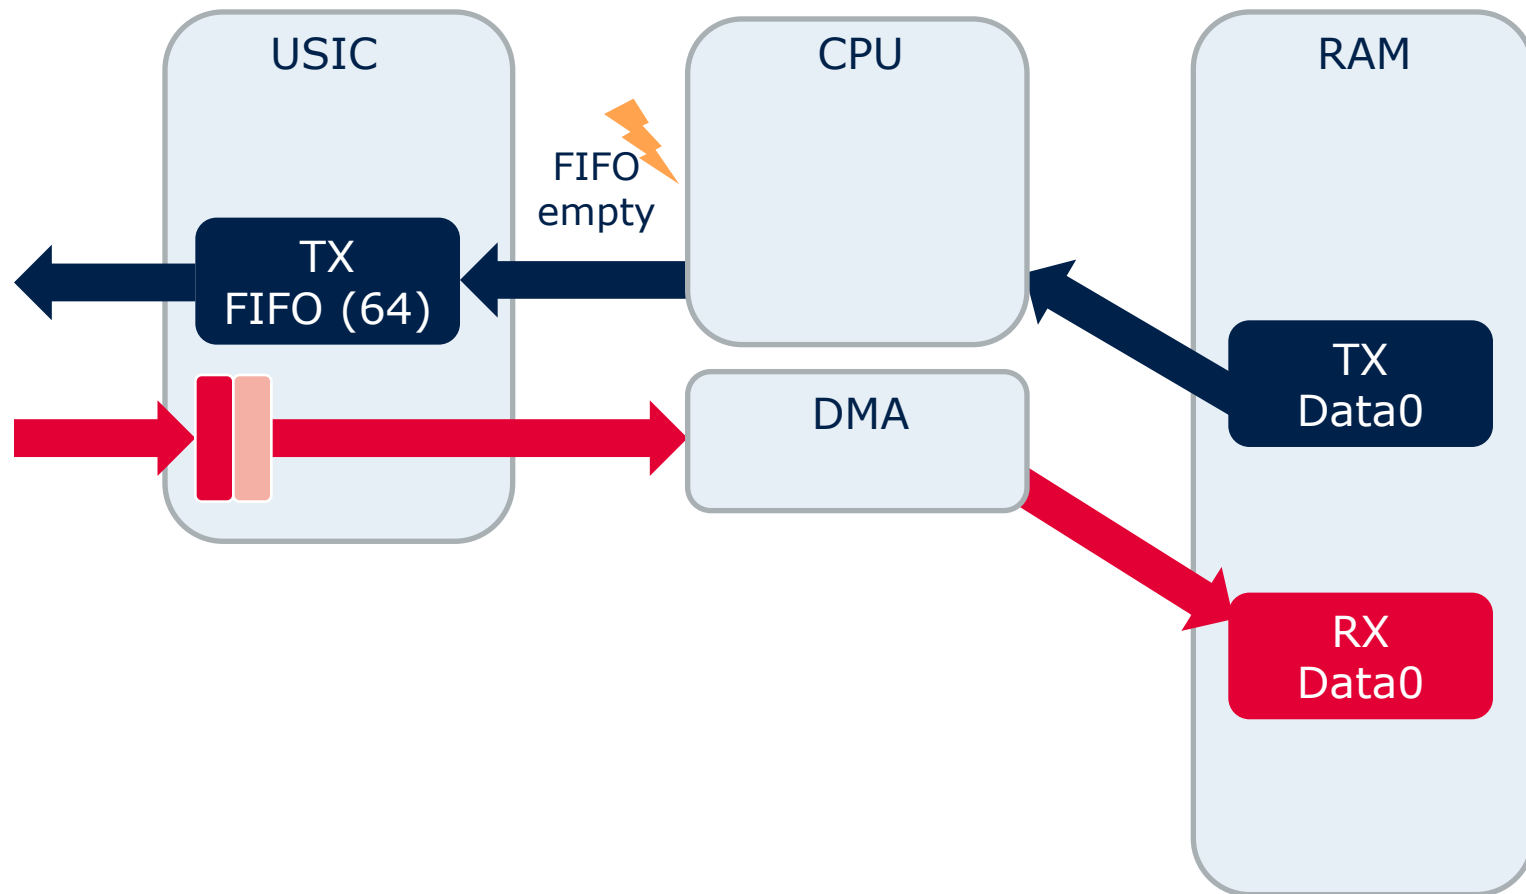 USIC
CPU
RAM
FIFO
empty
TX
FIFO (64)
TX
Data0
DMA
RX
Data0